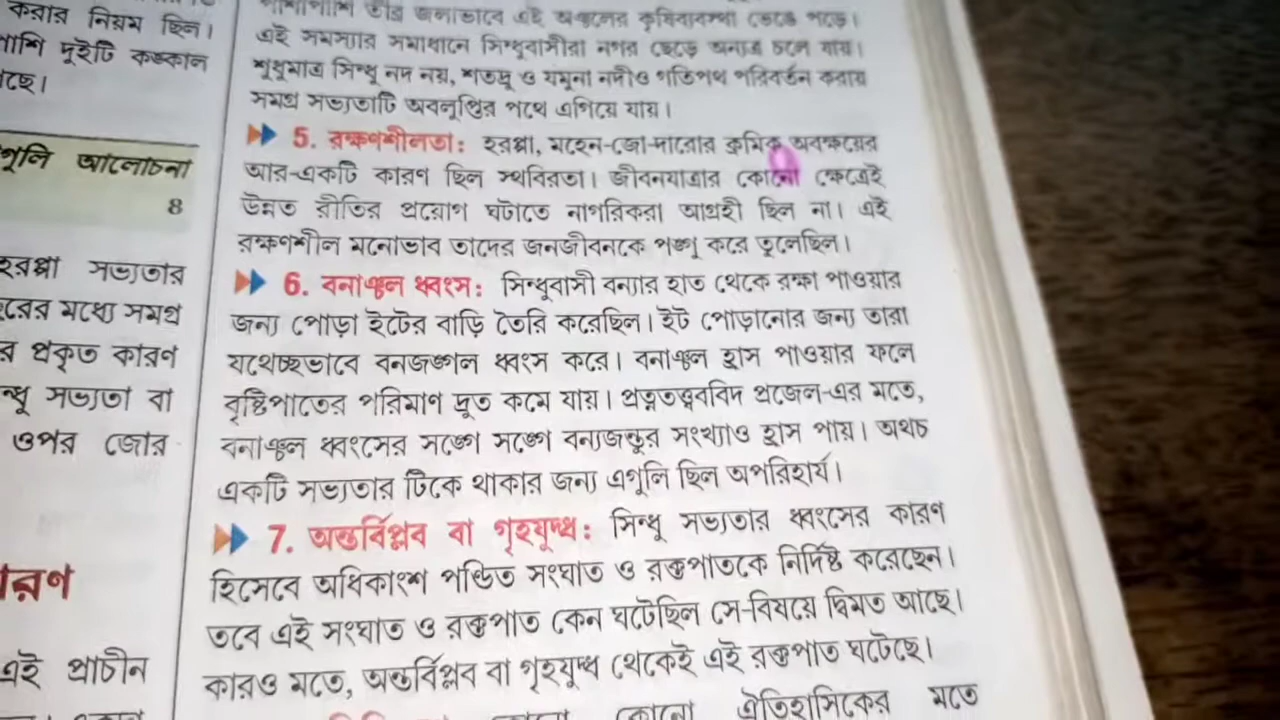 করার নিয়ম ছিল।
দুইটি কঙ্কাল
ছে।
আলোচনা
8
হরপ্পা সভ্যতার
মধ্যে সমগ্র
র প্রকৃত কারণ
সভ্যতা বা
ওপর জোর
এই প্রাচীন
এই অঞ্চলের কৃষিব্যবস্থা ভেঙে পড়ে।
এই সমস্যার সমাধানে সিন্ধুবাসীরা নগর ছেড়ে অন্যত্র চলে যায়।
শুধুমাত্র সিন্ধু নদ নয়, শতদ্রু ও যমুনা নদীও গতিপথ পরিবর্তন করায়
সমগ্র সভ্যতাটি অবলুপ্তির পথে এগিয়ে যায়।
5. রক্ষণশীলতা: হরপ্পা, মহেন-জো-দারোর ক্রমিক অবক্ষয়ের
আর-একটি কারণ ছিল স্থবিরতা। জীবনযাত্রার কোনো ক্ষেত্রেই
উন্নত রীতির প্রয়োগ ঘটাতে নাগরিকরা আগ্রহী ছিল না। এই
রক্ষণশীল মনোভাব তাদের জনজীবনকে পঙ্গু করে তুলেছিল।
6. বনাঞ্চল ধ্বংস: সিন্ধুবাসী বন্যার হাত থেকে রক্ষা পাওয়ার
জন্য পোড়া ইটের বাড়ি তৈরি করেছিল। ইট পোড়ানোর জন্য তারা
যথেচ্ছভাবে বনজঙ্গল ধ্বংস করে। বনাঞ্চল হ্রাস পাওয়ার ফলে
বৃষ্টিপাতের পরিমাণ দ্রুত কমে যায়। প্রত্নতত্ত্ববিদ প্রজেল-এর মতে,
বনাঞ্চল ধ্বংসের সঙ্গে সঙ্গে বন্যজন্তুর সংখ্যাও হ্রাস পায়। অথচ
একটি সভ্যতার টিকে থাকার জন্য এগুলি ছিল অপরিহার্য।
7. অন্তর্বিপ্লব বা গৃহযুদ্ধ: সিন্ধু সভ্যতার ধ্বংসের কারণ
হিসেবে অধিকাংশ পণ্ডিত সংঘাত ও রক্তপাতকে নির্দিষ্ট করেছেন।
তবে এই সংঘাত ও রক্তপাত কেন ঘটেছিল সে-বিষয়ে দ্বিমত আছে।
কারও মতে, অন্তর্বিপ্লব বা গৃহযুদ্ধ থেকেই এই রক্তপাত ঘটেছে।
কোনো ঐতিহাসিকের মতে